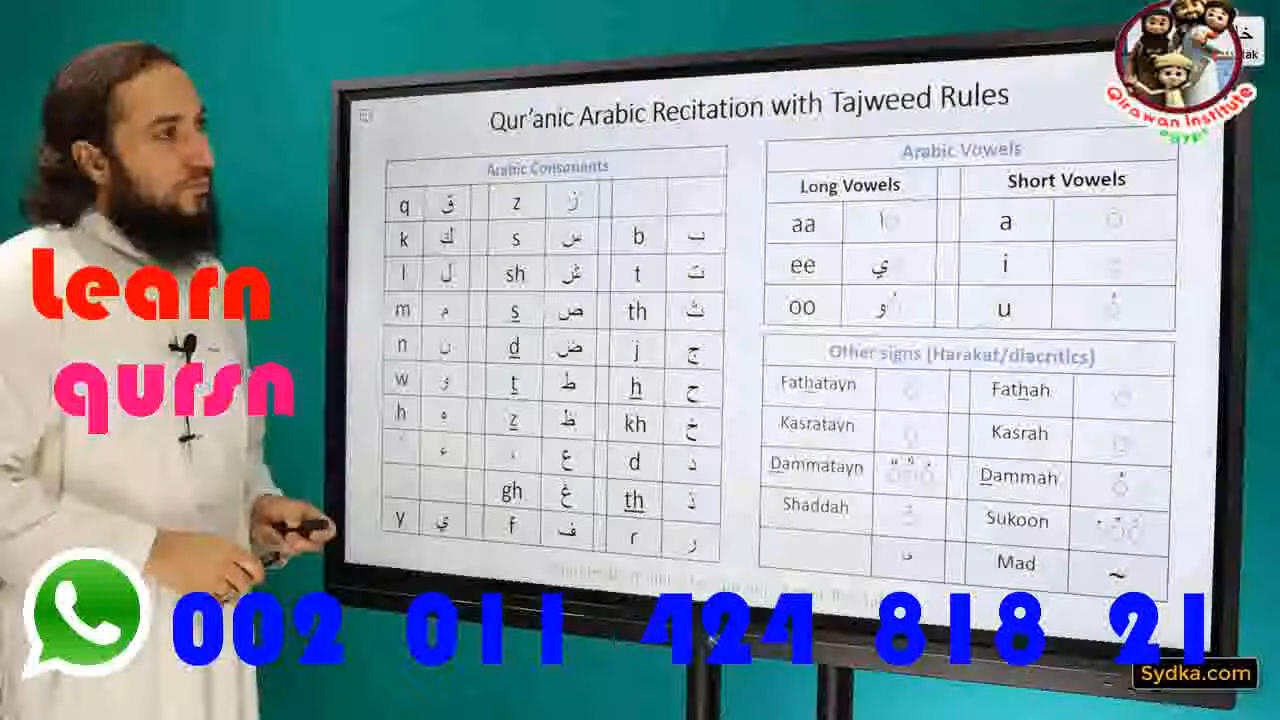 Qur'anic Arabic Recitation with Tajweed Rules
Qirawan Institute
egypt
Arabic Consonants
q ق z ز
k ك s س b ب
l ل sh ش t ت
m م s ص th ث
n ن d ض j ج
w و t ط h ح
h ه z ظ kh خ
ء ع d د
gh غ th ذ
y ي f ف r ر
Arabic Vowels
Long Vowels Short Vowels
aa ا a
ee ي i
oo و u
Other signs (Harakat/diacritics)
Fathatayn Fathah
Kasratayn Kasrah
Dammatayn Dammah
Shaddah Sukoon
Mad ~
Learn
qursn
002 011 424 818 21
Sydka.com